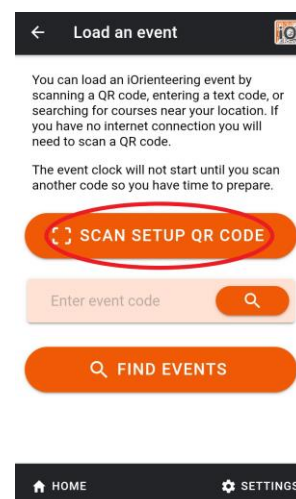 Load an event
iO
You can load an iOrienteering event by
scanning a QR code, entering a text code, or
searching for courses near your location. If
you have no internet connection you will
need to scan a QR code.
The event clock will not start until you scan
another code so you have time to prepare.
SCAN SETUP QR CODE
Enter event code
FIND EVENTS
HOME
SETTINGS